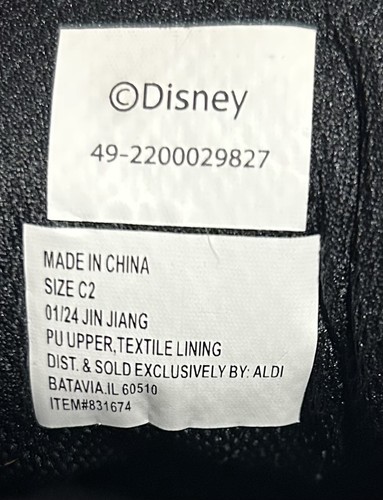 ©Disney
49-2200029827
MADE IN CHINA
SIZE C2
01/24 JIN JIANG
PU UPPER,TEXTILE LINING
DIST. & SOLD EXCLUSIVELY BY: ALDI
BATAVIA.IL 60510
ITEM#831674